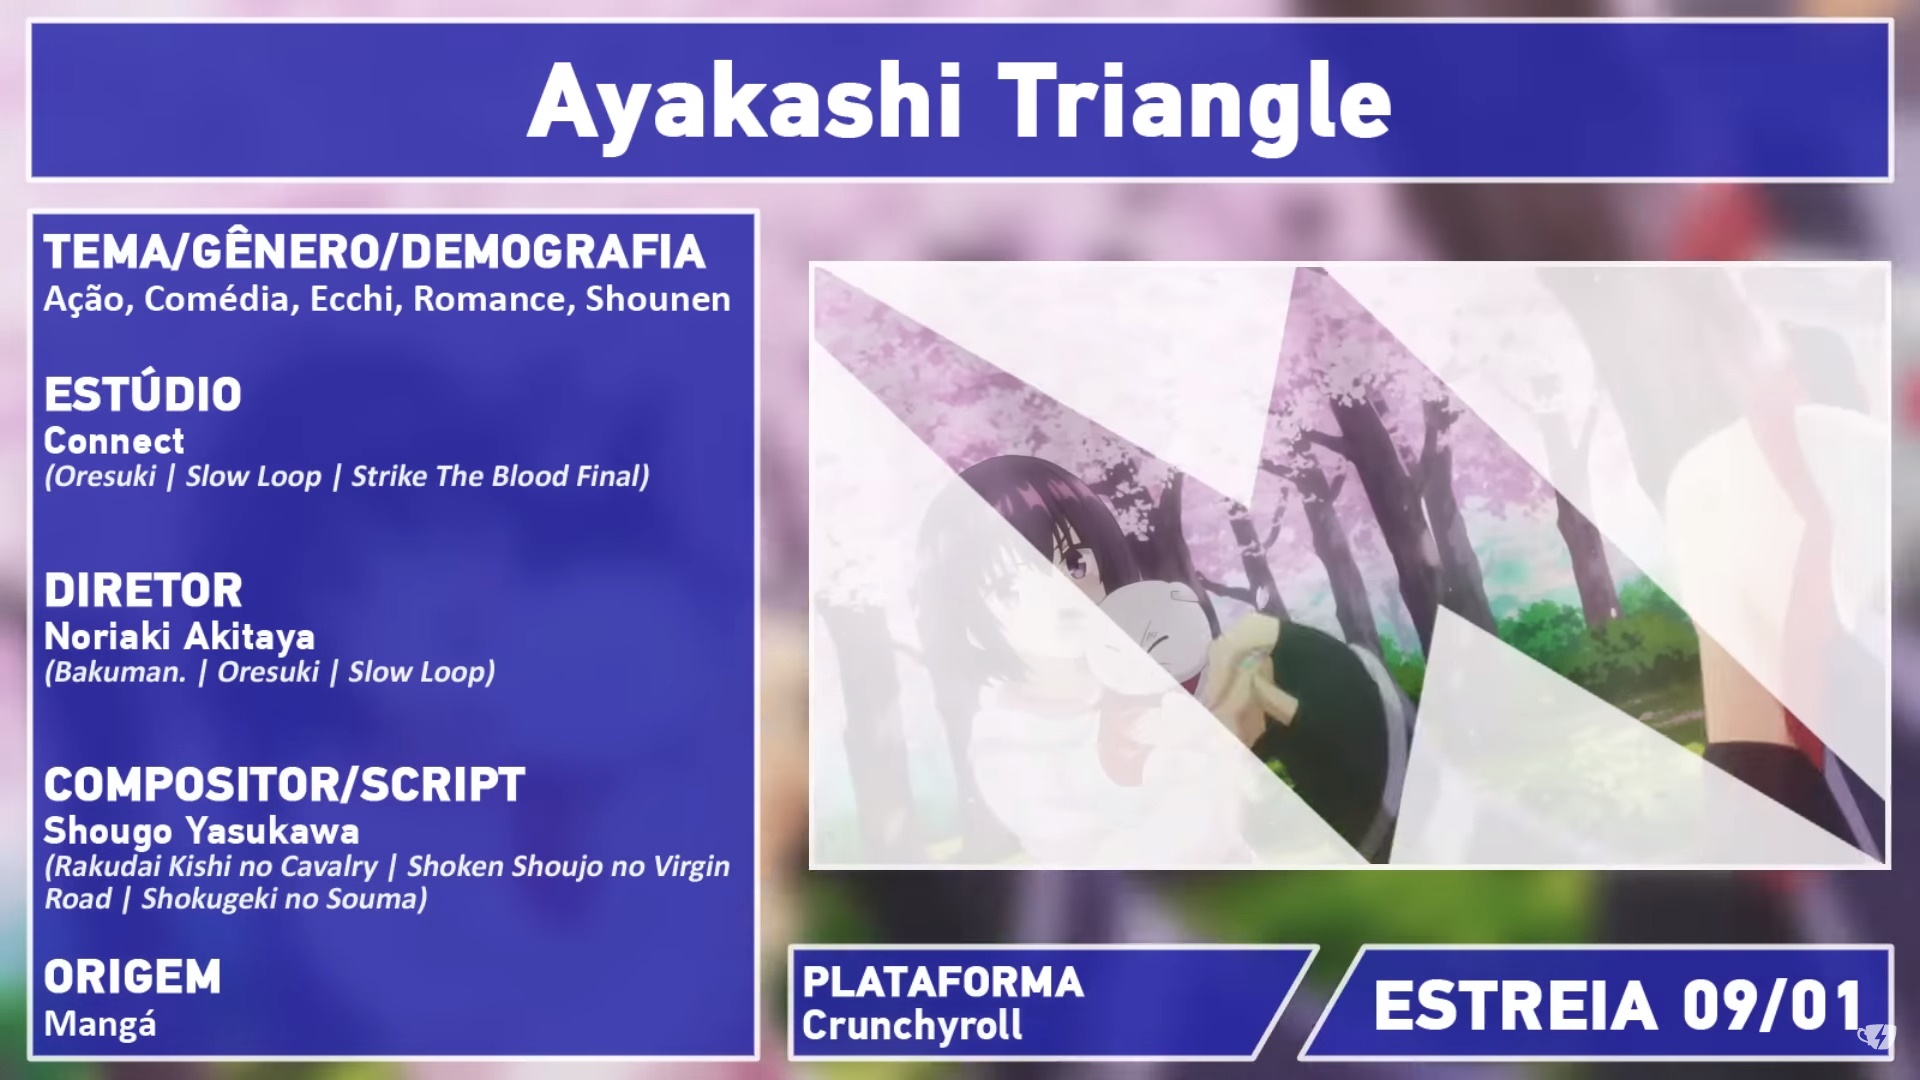 Ayakashi Triangle
TEMA/GÊNERO/DEMOGRAFIA
Ação, Comédia, Ecchi, Romance, Shounen
ESTÚDIO
Connect
(Oresuki | Slow Loop | Strike The Blood Final)
DIRETOR
Noriaki Akitaya
(Bakuman. | Oresuki | Slow Loop)
COMPOSITOR/SCRIPT
Shougo Yasukawa
(Rakudai Kishi no Cavalry | Shoken Shoujo no Virgin
Road | Shokugeki no Souma)
ORIGEM
Mangá
PLATAFORMA
Crunchyroll
ESTREIA 09/01